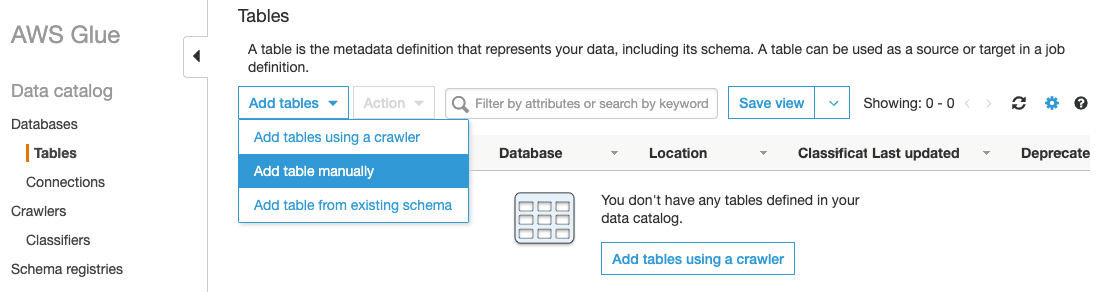 AWS Glue
Data catalog
Databases
Tables
Connections
Crawlers
Classifiers
Schema registries
Tables
A table is the metadata definition that represents your data, including its schema. A table can be used as a source or target in a job
definition.
Add tables Action Filter by attributes or search by keyword Save view Showing: 0 - 0
Add tables using a crawler
Add table manually
Add table from existing schema
Database Location Classificat Last updated Deprecate
You don't have any tables defined in your
data catalog.
Add tables using a crawler